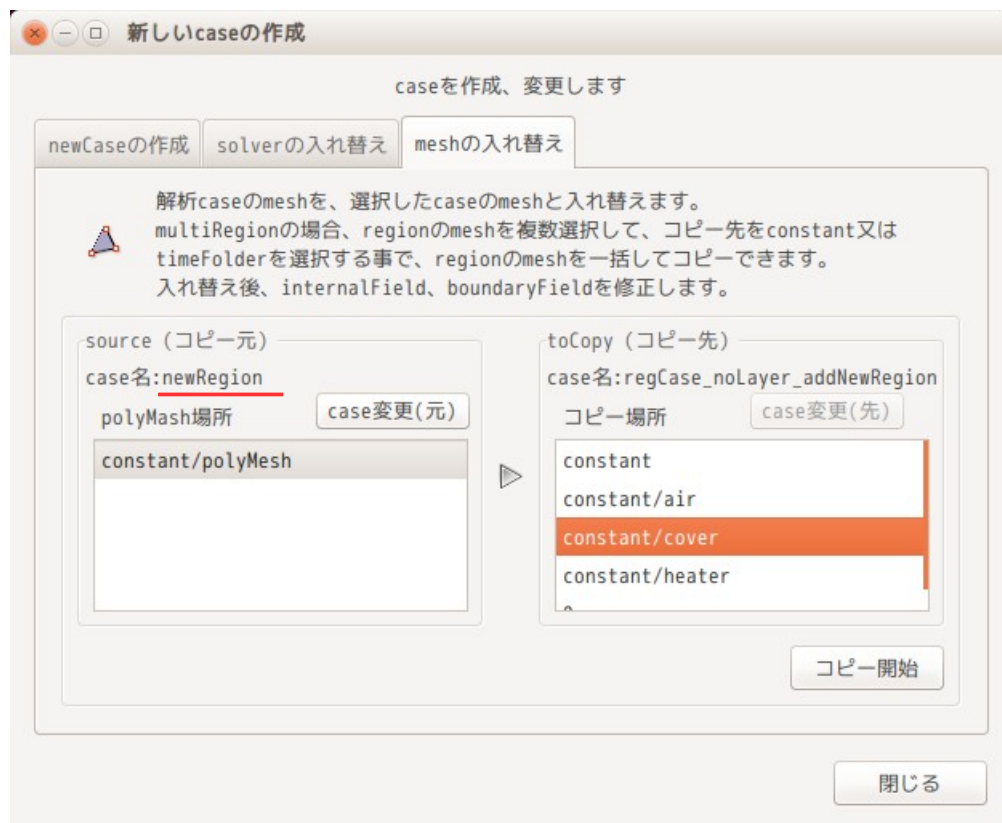 新しいcaseの作成
caseを作成、変更します
newCaseの作成 solverの入れ替え meshの入れ替え
解析caseのmeshを、選択したcaseのmeshと入れ替えます。
multiRegionの場合、regionのmeshを複数選択して、コピー先をconstant又は
timeFolderを選択する事で、regionのmeshを一括してコピーできます。
入れ替え後、internalField、boundaryFieldを修正します。
source (コピー元)
case名:newRegion
polyMash場所 case変更(元)
constant/polyMesh
toCopy (コピー先)
case名:regCase_noLayer_addNewRegion
コピー場所 case変更(先)
constant
constant/air
constant/cover
constant/heater
コピー開始
閉じる